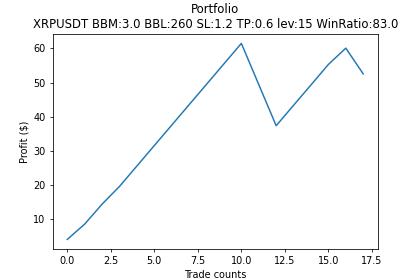 Portfolio
XRPUSDT BBM:3.0 BBL:260 SL:1.2 TP:0.6 lev:15 WinRatio:83.0
60
50
40
30
20
10
Profit ($)
0.0 2.5 5.0 7.5 10.0 12.5 15.0 17.5
Trade counts